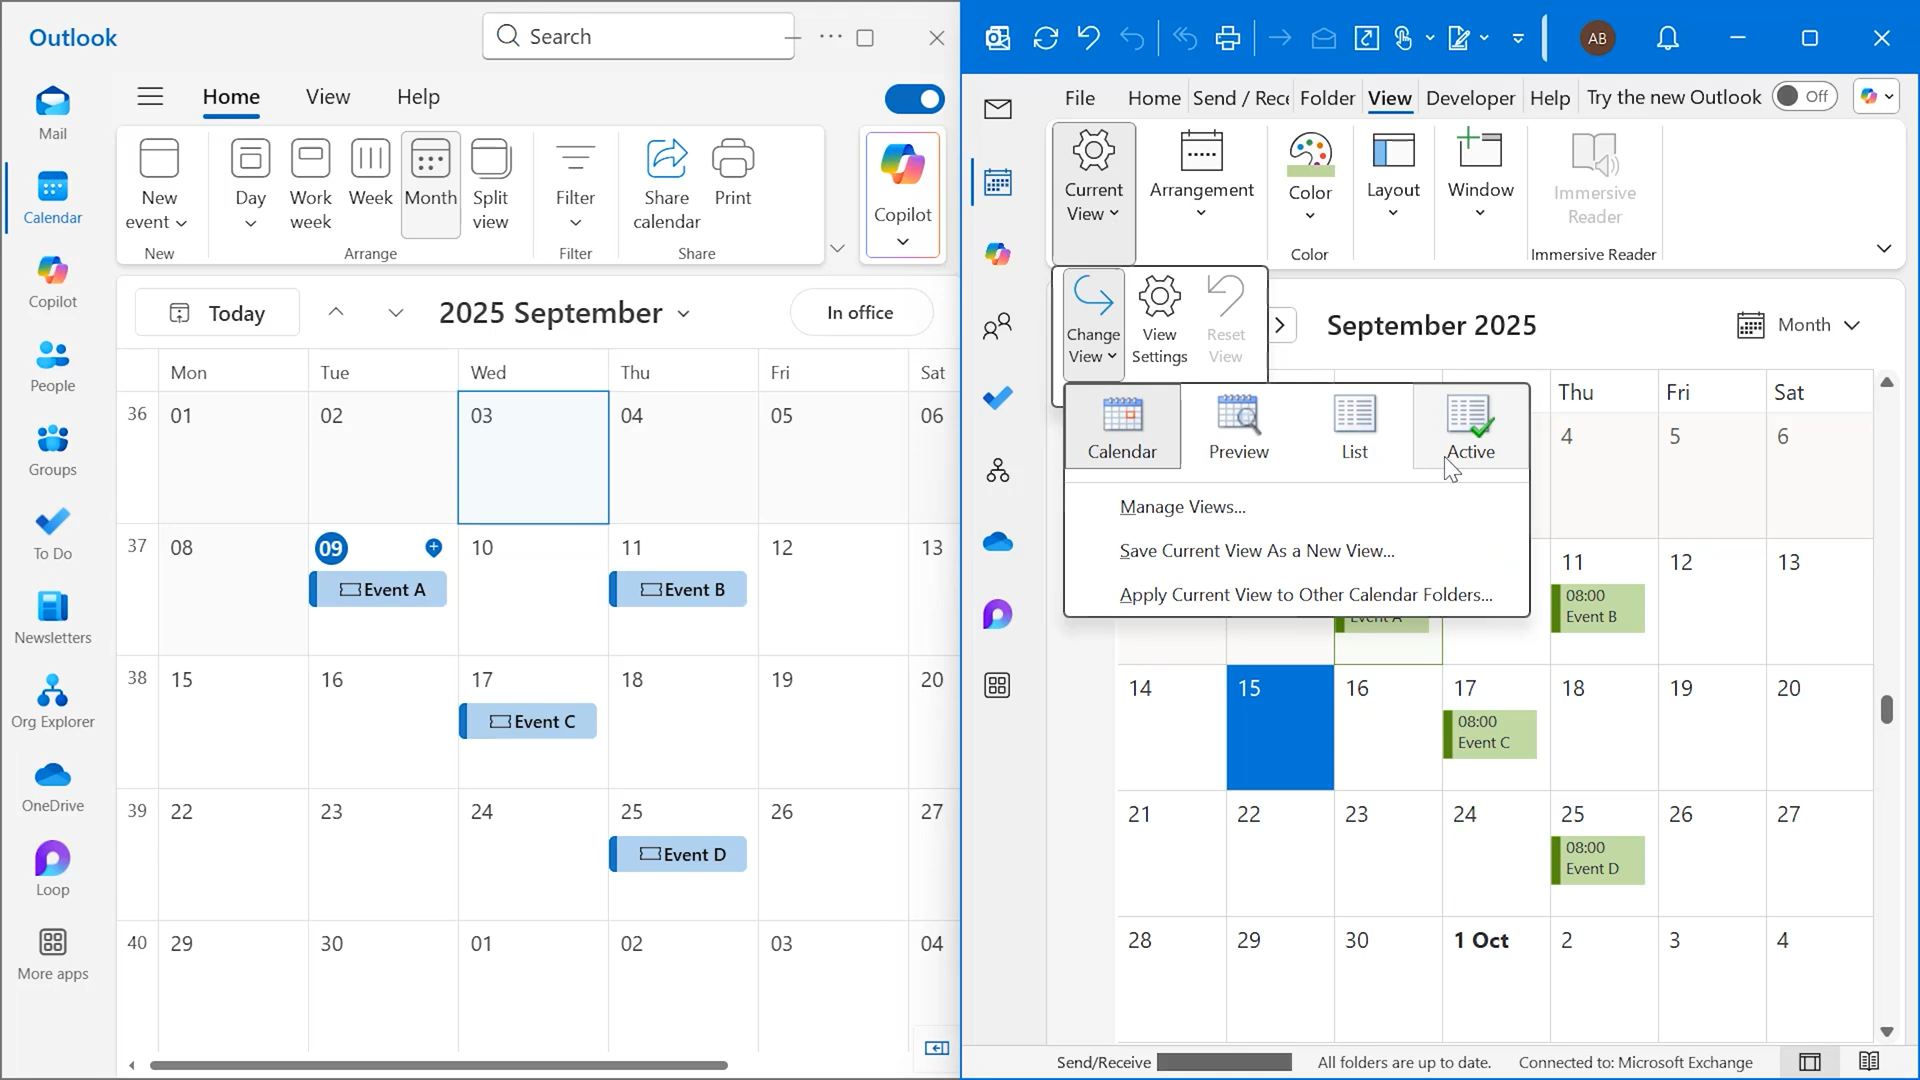 Outlook
Search
Home
View
Help
Mail
Calendar
Copilot
People
Groups
To Do
Newsletters
Org Explorer
OneDrive
Loop
More apps
New
event
Day
Work
week
Week
Month
Split
view
Filter
Share
calendar
Print
Copilot
New
Arrange
Filter
Share
Today
2025 September
In office
Mon Tue Wed Thu Fri Sat
36 01 02 03 04 05 06
37 08 09 10 11 12 13
Event A Event B
38 15 16 17 18 19 20
Event C
39 22 23 24 25 26 27
Event D
40 29 30 01 02 03 04
AB
File Home Send / Rece Folder View Developer Help Try the new Outlook Off
Current
View
Arrangement
Color
Layout
Window
Immersive
Reader
Color
Immersive Reader
Change
View
View
Settings
Reset
View
September 2025
Month
Calendar
Preview
List
Active
Manage Views...
Save Current View As a New View...
Apply Current View to Other Calendar Folders...
Thu Fri Sat
4 5 6
11 12 13
08:00
Event B
Event A
14 15 16 17 18 19 20
08:00
Event C
21 22 23 24 25 26 27
08:00
Event D
28 29 30 1 Oct 2 3 4
Send/Receive
All folders are up to date.
Connected to: Microsoft Exchange